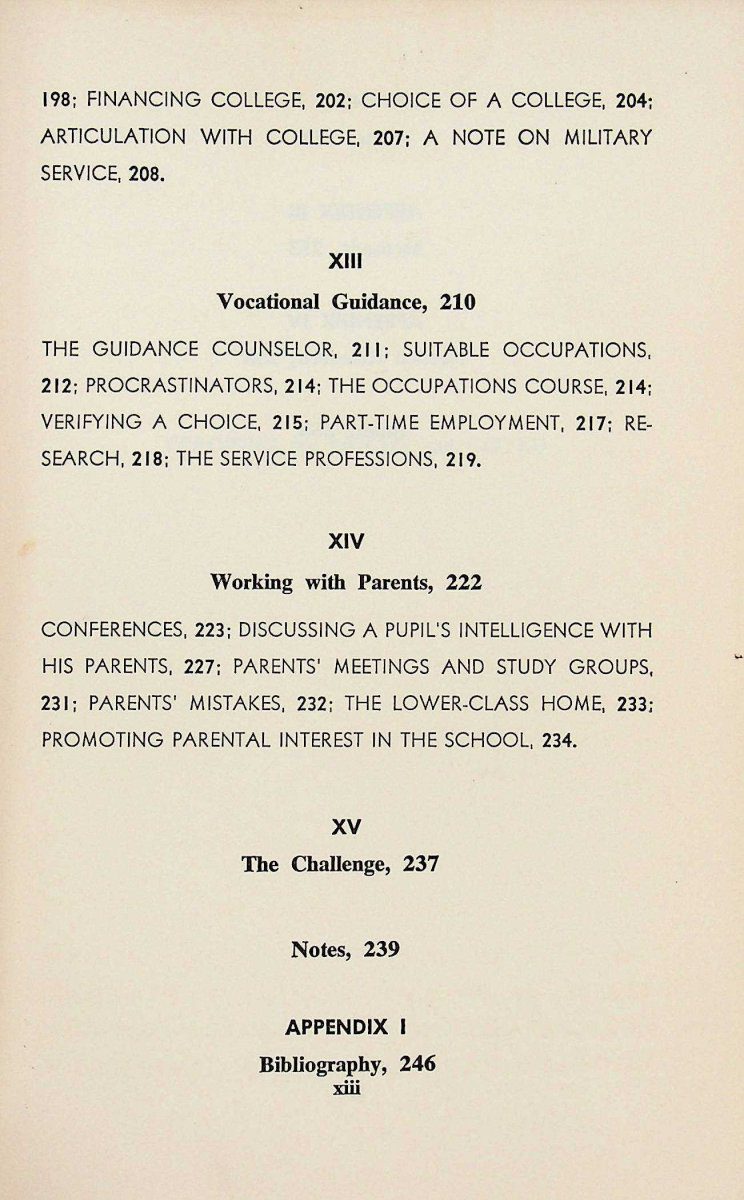 198; FINANCING COLLEGE, 202; CHOICE OF A COLLEGE, 204;
ARTICULATION WITH COLLEGE, 207; A NOTE ON MILITARY
SERVICE, 208.
XIII
Vocational Guidance, 210
THE GUIDANCE COUNSELOR, 211; SUITABLE OCCUPATIONS,
212; PROCRASTINATORS, 214; THE OCCUPATIONS COURSE, 214;
VERIFYING A CHOICE, 215; PART-TIME EMPLOYMENT, 217; RE-
SEARCH, 218; THE SERVICE PROFESSIONS, 219.
XIV
Working with Parents, 222
CONFERENCES, 223; DISCUSSING A PUPIL'S INTELLIGENCE WITH
HIS PARENTS, 227; PARENTS' MEETINGS AND STUDY GROUPS,
231; PARENTS' MISTAKES, 232; THE LOWER-CLASS HOME, 233;
PROMOTING PARENTAL INTEREST IN THE SCHOOL, 234.
XV
The Challenge, 237
Notes, 239
APPENDIX I
Bibliography, 246
xiii